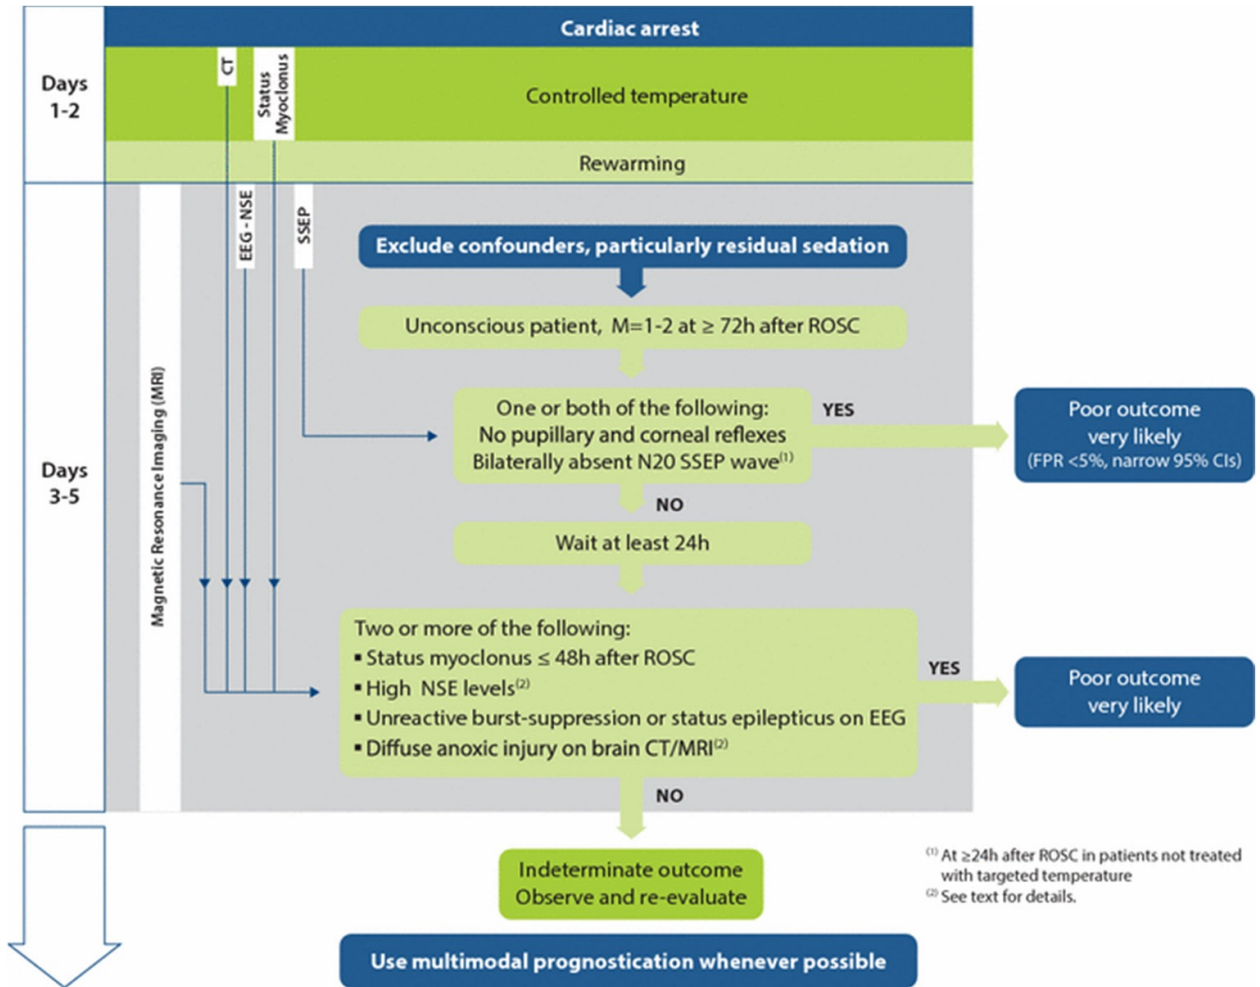 Cardiac arrest
Days
1-2
CT
Status
Myoclonus
Controlled temperature
Rewarming
Days
3-5
Magnetic Resonance Imaging (MRI)
EEG - NSE
SSEP
Exclude confounders, particularly residual sedation
Unconscious patient, M=1-2 at ≥ 72h after ROSC
One or both of the following:
No pupillary and corneal reflexes
Bilaterally absent N20 SSEP wave(1)
YES
Poor outcome
very likely
(FPR <5%, narrow 95% CIs)
NO
Wait at least 24h
Two or more of the following:
▪ Status myoclonus ≤ 48h after ROSC
▪ High NSE levels(2)
▪ Unreactive burst-suppression or status epilepticus on EEG
▪ Diffuse anoxic injury on brain CT/MRI(2)
YES
Poor outcome
very likely
NO
Indeterminate outcome
Observe and re-evaluate
(1) At ≥24h after ROSC in patients not treated
with targeted temperature
(2) See text for details.
Use multimodal prognostication whenever possible